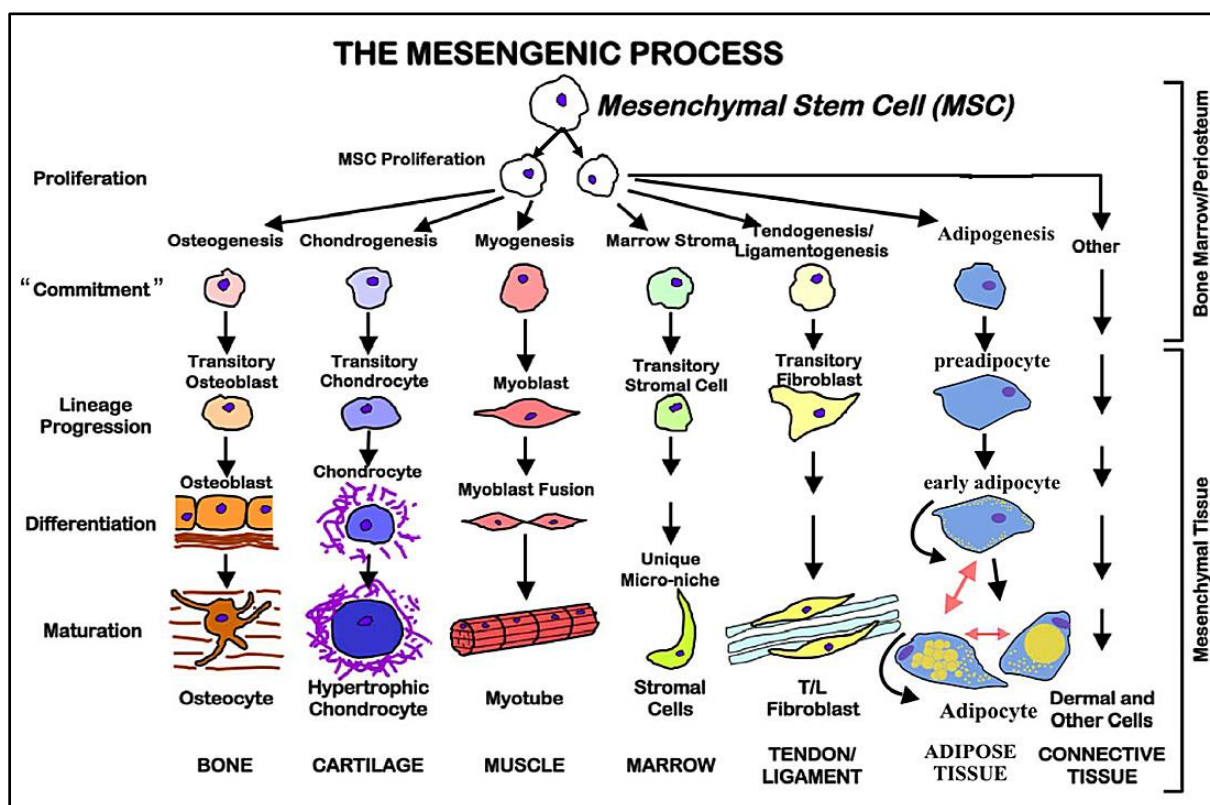 THE MESENGENIC PROCESS
Mesenchymal Stem Cell (MSC)
MSC Proliferation
Proliferation
Osteogenesis
Chondrogenesis
Myogenesis
Marrow Stroma
Tendogenesis/
Ligamentogenesis
Adipogenesis
Other
“Commitment”
Bone Marrow/Periosteum
Transitory
Osteoblast
Transitory
Chondrocyte
Myoblast
Transitory
Stromal Cell
Transitory
Fibroblast
preadipocyte
Lineage
Progression
Osteoblast
Chondrocyte
Myoblast Fusion
early adipocyte
Differentiation
Unique
Micro-niche
Maturation
Mesenchymal Tissue
Osteocyte
Hypertrophic
Chondrocyte
Myotube
Stromal
Cells
T/L
Fibroblast
Adipocyte
Dermal and
Other Cells
BONE
CARTILAGE
MUSCLE
MARROW
TENDON/
LIGAMENT
ADIPOSE
TISSUE
CONNECTIVE
TISSUE